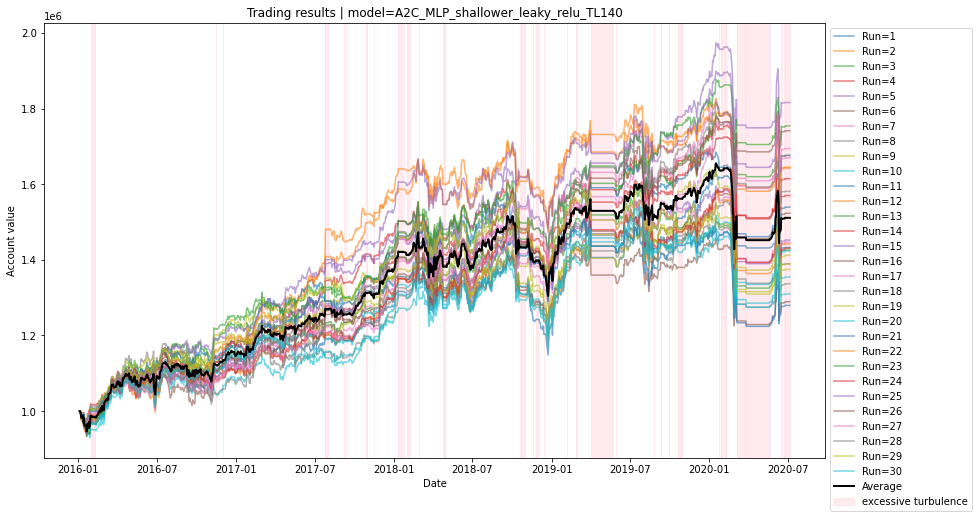 Trading results | model=A2C_MLP_shallower_leaky_relu_TL140
1e6
2.0
1.8
1.6
1.4
1.2
1.0
Account value
2016-01 2016-07 2017-01 2017-07 2018-01 2018-07 2019-01 2019-07 2020-01 2020-07
Date
Run=1
Run=2
Run=3
Run=4
Run=5
Run=6
Run=7
Run=8
Run=9
Run=10
Run=11
Run=12
Run=13
Run=14
Run=15
Run=16
Run=17
Run=18
Run=19
Run=20
Run=21
Run=22
Run=23
Run=24
Run=25
Run=26
Run=27
Run=28
Run=29
Run=30
Average
excessive turbulence